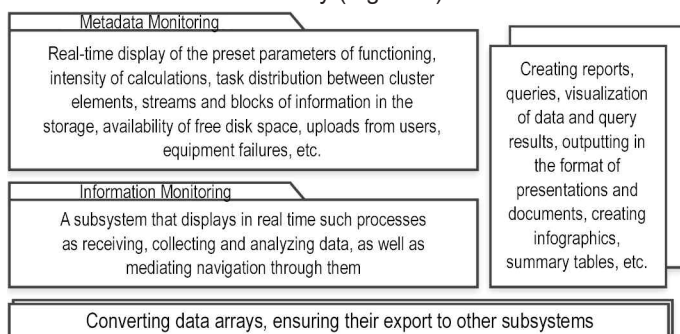 Metadata Monitoring
Real-time display of the preset parameters of functioning,
intensity of calculations, task distribution between cluster
elements, streams and blocks of information in the
storage, availability of free disk space, uploads from users,
equipment failures, etc.
Information Monitoring
A subsystem that displays in real time such processes
as receiving, collecting and analyzing data, as well as
mediating navigation through them
Creating reports,
queries, visualization
of data and query
results, outputting in
the format of
presentations and
documents, creating
infographics,
summary tables, etc.
Converting data arrays, ensuring their export to other subsystems